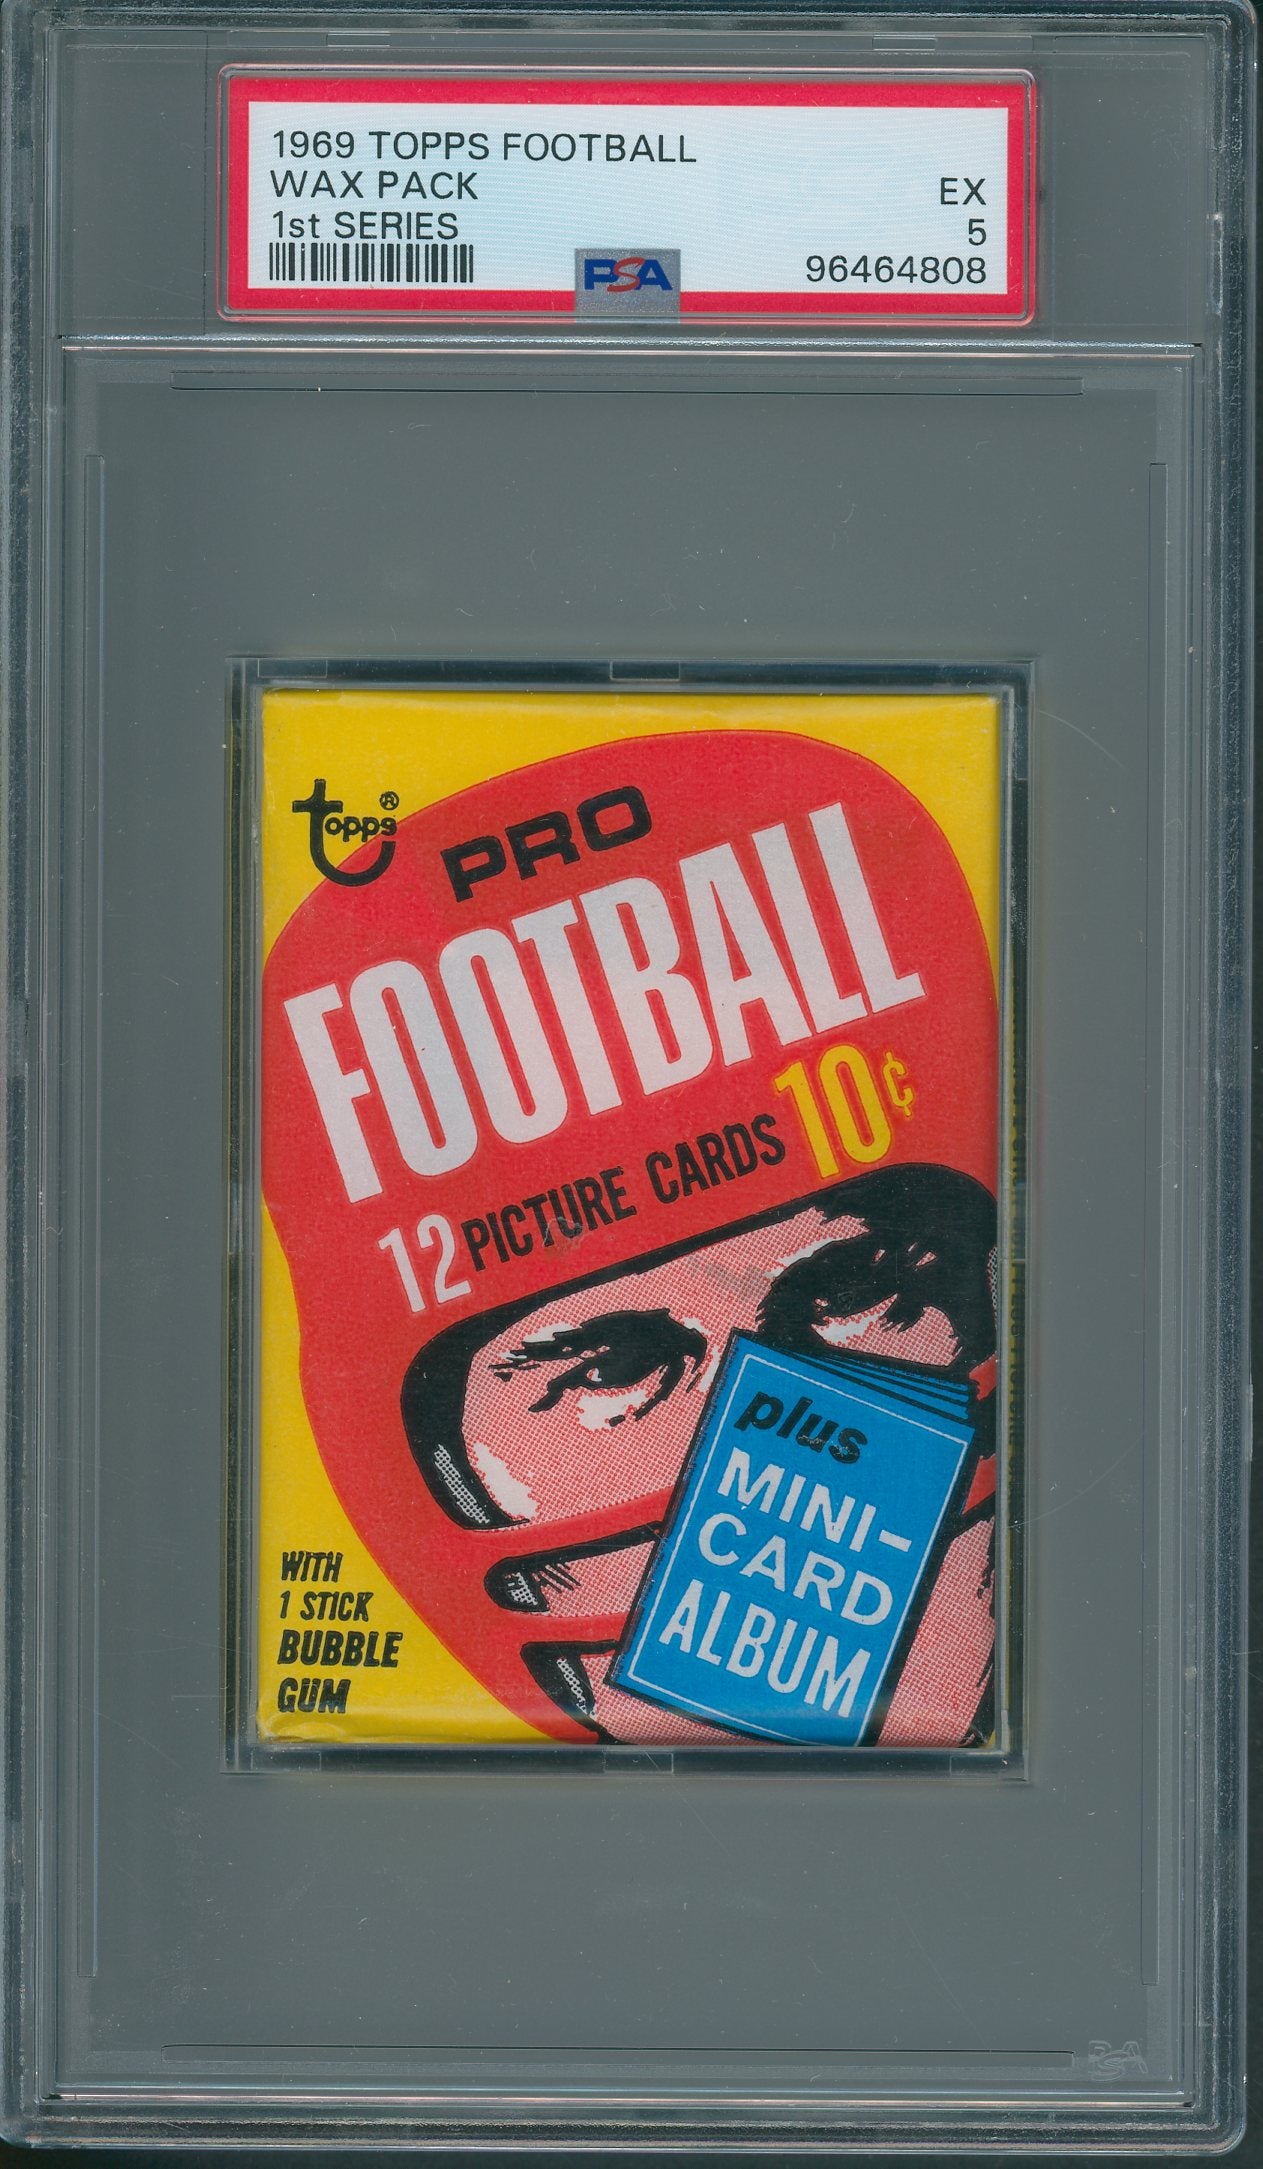 1969 TOPPS FOOTBALL
WAX PACK
1st SERIES
EX
5
96464808
PSA
topps®
PRO
FOOTBALL
12 PICTURE CARDS 10¢
plus
MINI-
CARD
ALBUM
WITH
1 STICK
BUBBLE
GUM
PSA